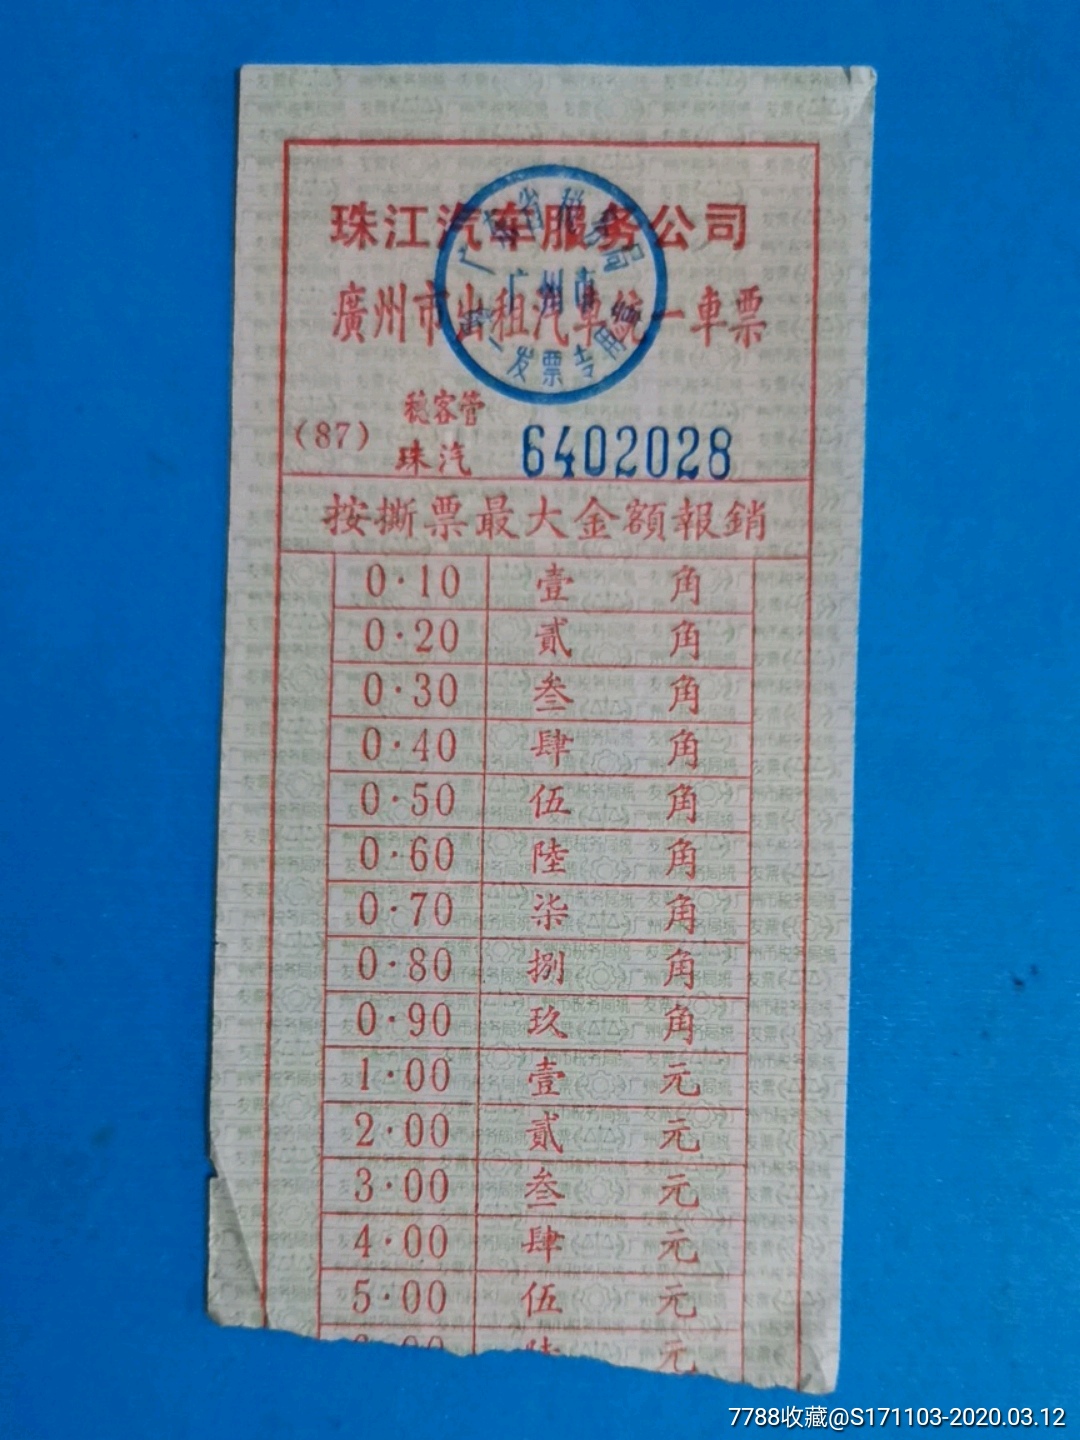 珠江汽车服务公司
廣州市出租汽車統一車票
广东省税务局
广州市
统一发票专用章
(87)
穗客管
珠汽
6402028
按撕票最大金額報銷
0·10 壹 角
0·20 貳 角
0·30 叁 角
0·40 肆 角
0·50 伍 角
0·60 陸 角
0·70 柒 角
0·80 捌 角
0·90 玖 角
1·00 壹 元
2·00 貳 元
3·00 叁 元
4·00 肆 元
5·00 伍 元
00 元
7788收藏@S171103-2020.03.12